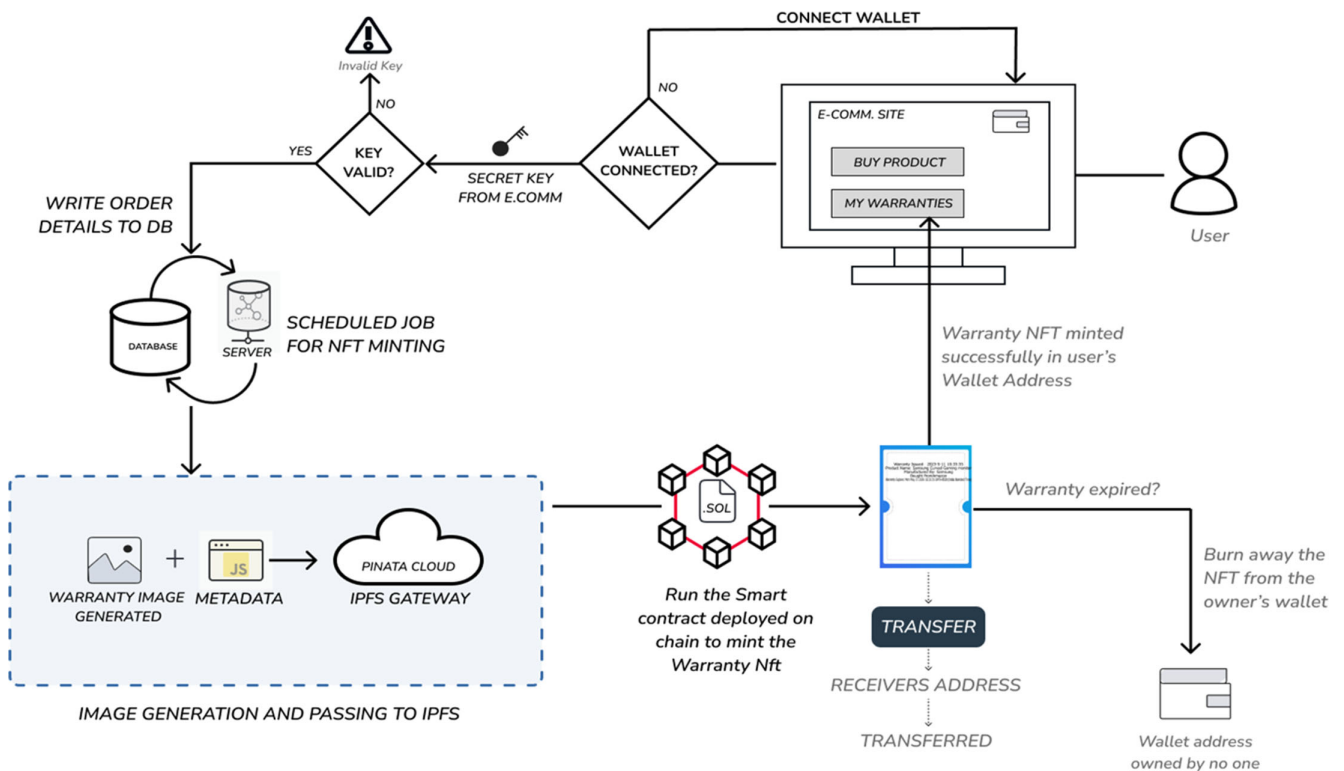 CONNECT WALLET
Invalid Key
NO
NO
E-COMM. SITE
YES
KEY
VALID?
WALLET
CONNECTED?
BUY PRODUCT
SECRET KEY
FROM E.COMM
MY WARRANTIES
WRITE ORDER
DETAILS TO DB
User
DATABASE
SERVER
SCHEDULED JOB
FOR NFT MINTING
Warranty NFT minted
successfully in user's
Wallet Address
.SOL
Warranty expired?
JS
PINATA CLOUD
WARRANTY IMAGE
GENERATED
METADATA
IPFS GATEWAY
Run the Smart
contract deployed on
chain to mint the
Warranty Nft
Burn away the
NFT from the
owner's wallet
TRANSFER
RECEIVERS ADDRESS
TRANSFERRED
IMAGE GENERATION AND PASSING TO IPFS
Wallet address
owned by no one